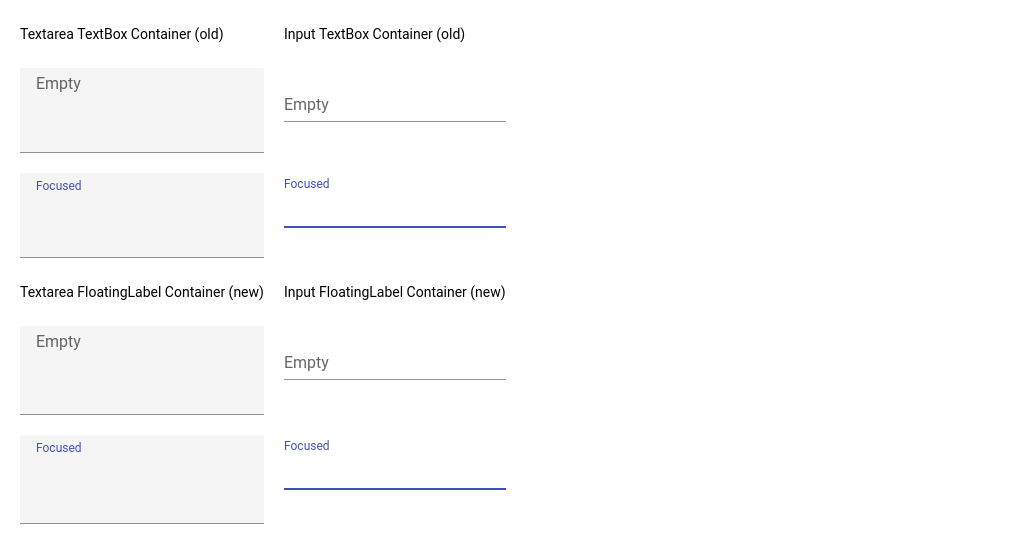 Textarea TextBox Container (old)
Input TextBox Container (old)
Empty
Empty
Focused
Focused
Textarea FloatingLabel Container (new)
Input FloatingLabel Container (new)
Empty
Empty
Focused
Focused